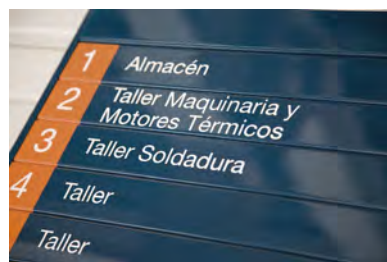 1 Almacén
2 Taller Maquinaria y
Motores Térmicos
3 Taller Soldadura
4 Taller
Taller